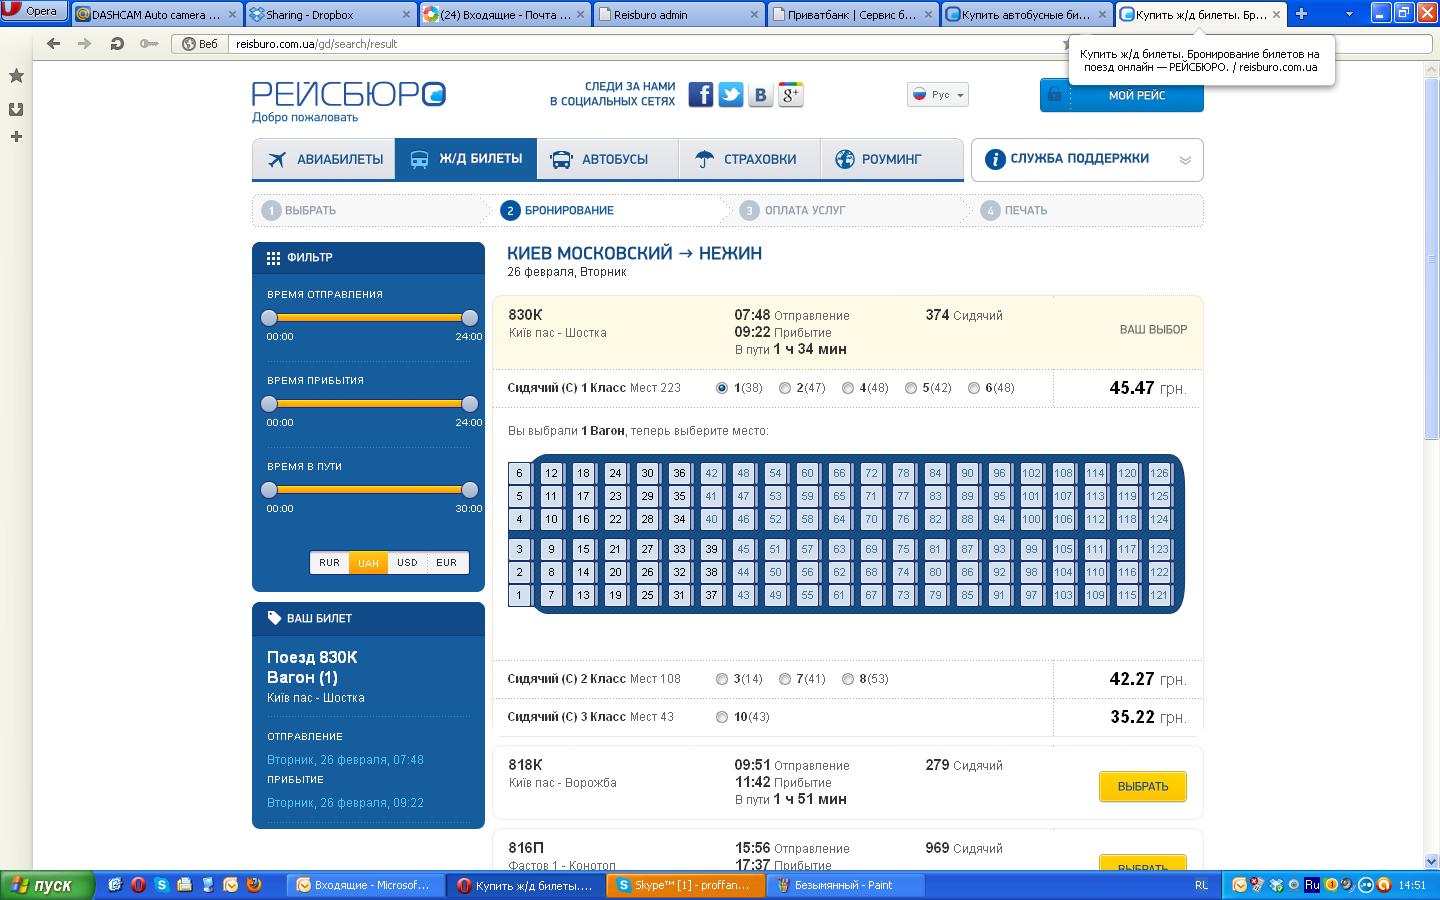 Opera
DASHCAM Auto camera ...
Sharing - Dropbox
(24) Входящие - Почта ...
Reisburo admin
Приватбанк | Сервис б...
Купить автобусные би...
Купить ж/д билеты. Бр...
Веб
reisburo.com.ua/gd/search/result
Купить ж/д билеты. Бронирование билетов на
поезд онлайн — РЕЙСБЮРО. / reisburo.com.ua
РЕЙСБЮРО
Добро пожаловать
СЛЕДИ ЗА НАМИ
В СОЦИАЛЬНЫХ СЕТЯХ
Рус
МОЙ РЕЙС
АВИАБИЛЕТЫ
Ж/Д БИЛЕТЫ
АВТОБУСЫ
СТРАХОВКИ
РОУМИНГ
СЛУЖБА ПОДДЕРЖКИ
1 ВЫБРАТЬ
2 БРОНИРОВАНИЕ
3 ОПЛАТА УСЛУГ
4 ПЕЧАТЬ
ФИЛЬТР
ВРЕМЯ ОТПРАВЛЕНИЯ
00:00 24:00
ВРЕМЯ ПРИБЫТИЯ
00:00 24:00
ВРЕМЯ В ПУТИ
00:00 30:00
RUR UAH USD EUR
ВАШ БИЛЕТ
Поезд 830К
Вагон (1)
Київ пас - Шостка
ОТПРАВЛЕНИЕ
Вторник, 26 февраля, 07:48
ПРИБЫТИЕ
Вторник, 26 февраля, 09:22
КИЕВ МОСКОВСКИЙ → НЕЖИН
26 февраля, Вторник
830К
Київ пас - Шостка
07:48 Отправление
09:22 Прибытие
В пути 1 ч 34 мин
374 Сидячий
ВАШ ВЫБОР
Сидячий (С) 1 Класс Мест 223 1(38) 2(47) 4(48) 5(42) 6(48) 45.47 грн.
Вы выбрали 1 Вагон, теперь выберите место:
6 12 18 24 30 36 42 48 54 60 66 72 78 84 90 96 102 108 114 120 126
5 11 17 23 29 35 41 47 53 59 65 71 77 83 89 95 101 107 113 119 125
4 10 16 22 28 34 40 46 52 58 64 70 76 82 88 94 100 106 112 118 124
3 9 15 21 27 33 39 45 51 57 63 69 75 81 87 93 99 105 111 117 123
2 8 14 20 26 32 38 44 50 56 62 68 74 80 86 92 98 104 110 116 122
1 7 13 19 25 31 37 43 49 55 61 67 73 79 85 91 97 103 109 115 121
Сидячий (С) 2 Класс Мест 108 3(14) 7(41) 8(53) 42.27 грн.
Сидячий (С) 3 Класс Мест 43 10(43) 35.22 грн.
818К
Київ пас - Ворожба
09:51 Отправление
11:42 Прибытие
В пути 1 ч 51 мин
279 Сидячий
ВЫБРАТЬ
816П
Фастов 1 - Конотоп
15:56 Отправление
17:37 Прибытие
969 Сидячий
ВЫБРАТЬ
пуск
Входящие - Microsof...
Купить ж/д билеты....
Skype™ [1] - proffan...
Безымянный - Paint
RL
Ru
14:51